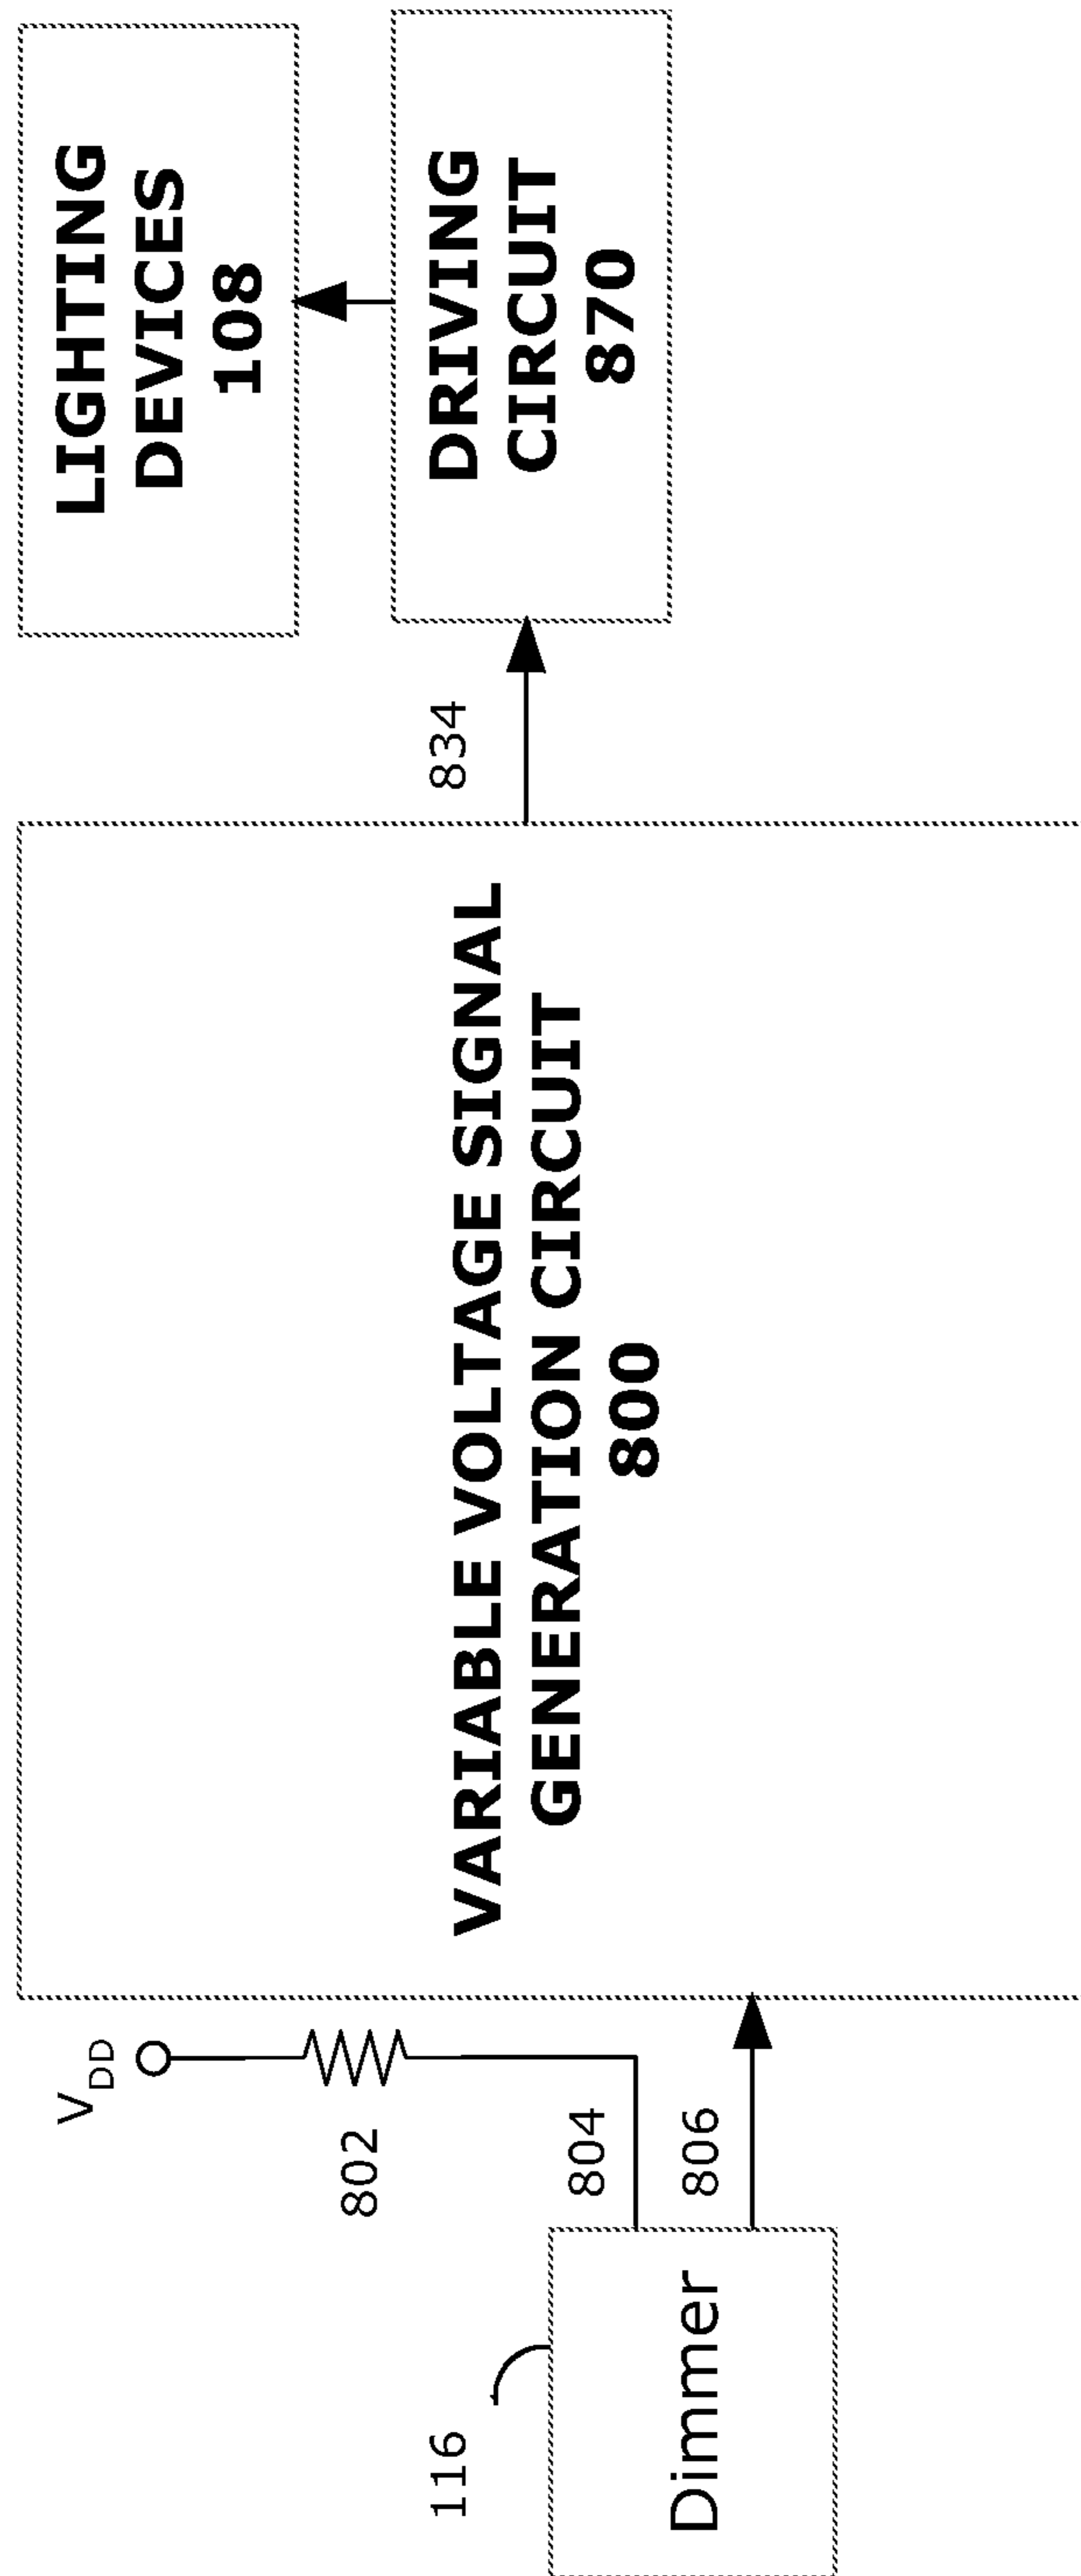 LIGHTING
DEVICES
108
DRIVING
CIRCUIT
870
834
VARIABLE VOLTAGE SIGNAL
GENERATION CIRCUIT
800
VDD
802
804
806
116
Dimmer